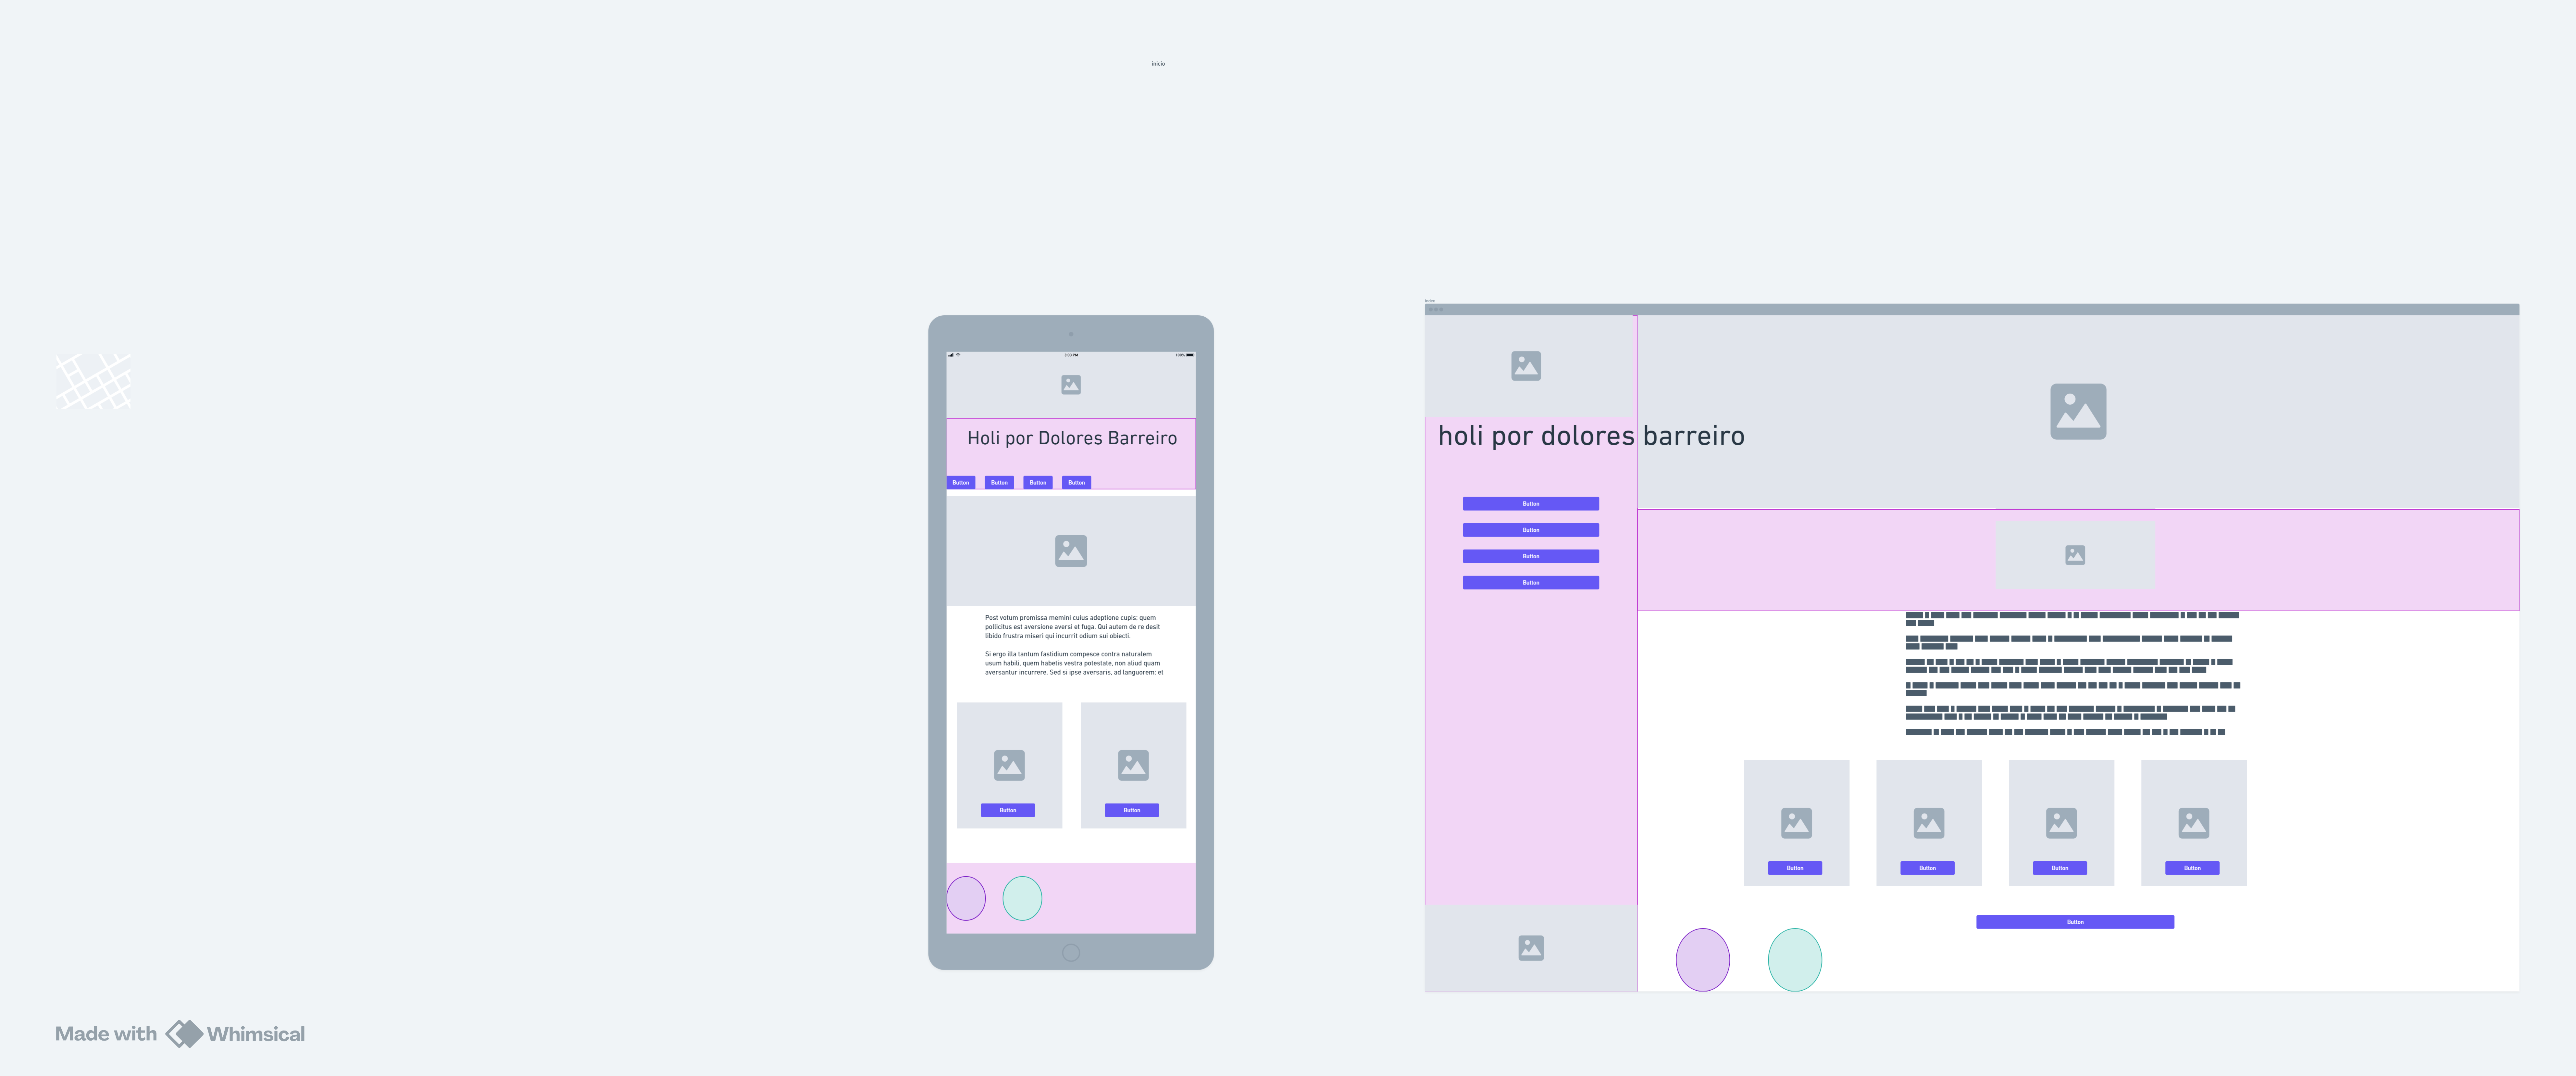 inicio
3:03 PM
100%
Holi por Dolores Barreiro
Button
Button
Button
Button
Post votum promissa memini cuius adeptione cupis; quem
pollicitus est aversione aversi et fuga. Qui autem de re desit
libido frustra miseri qui incurrit odium sui obiecti.
Si ergo illa tantum fastidium compesce contra naturalem
usum habili, quem habetis vestra potestate, non aliud quam
aversantur incurrere. Sed si ipse aversaris, ad languorem: et
Button
Button
holi por dolores barreiro
Button
Button
Button
Button
Button
Button
Button
Button
Button
Made with Whimsical